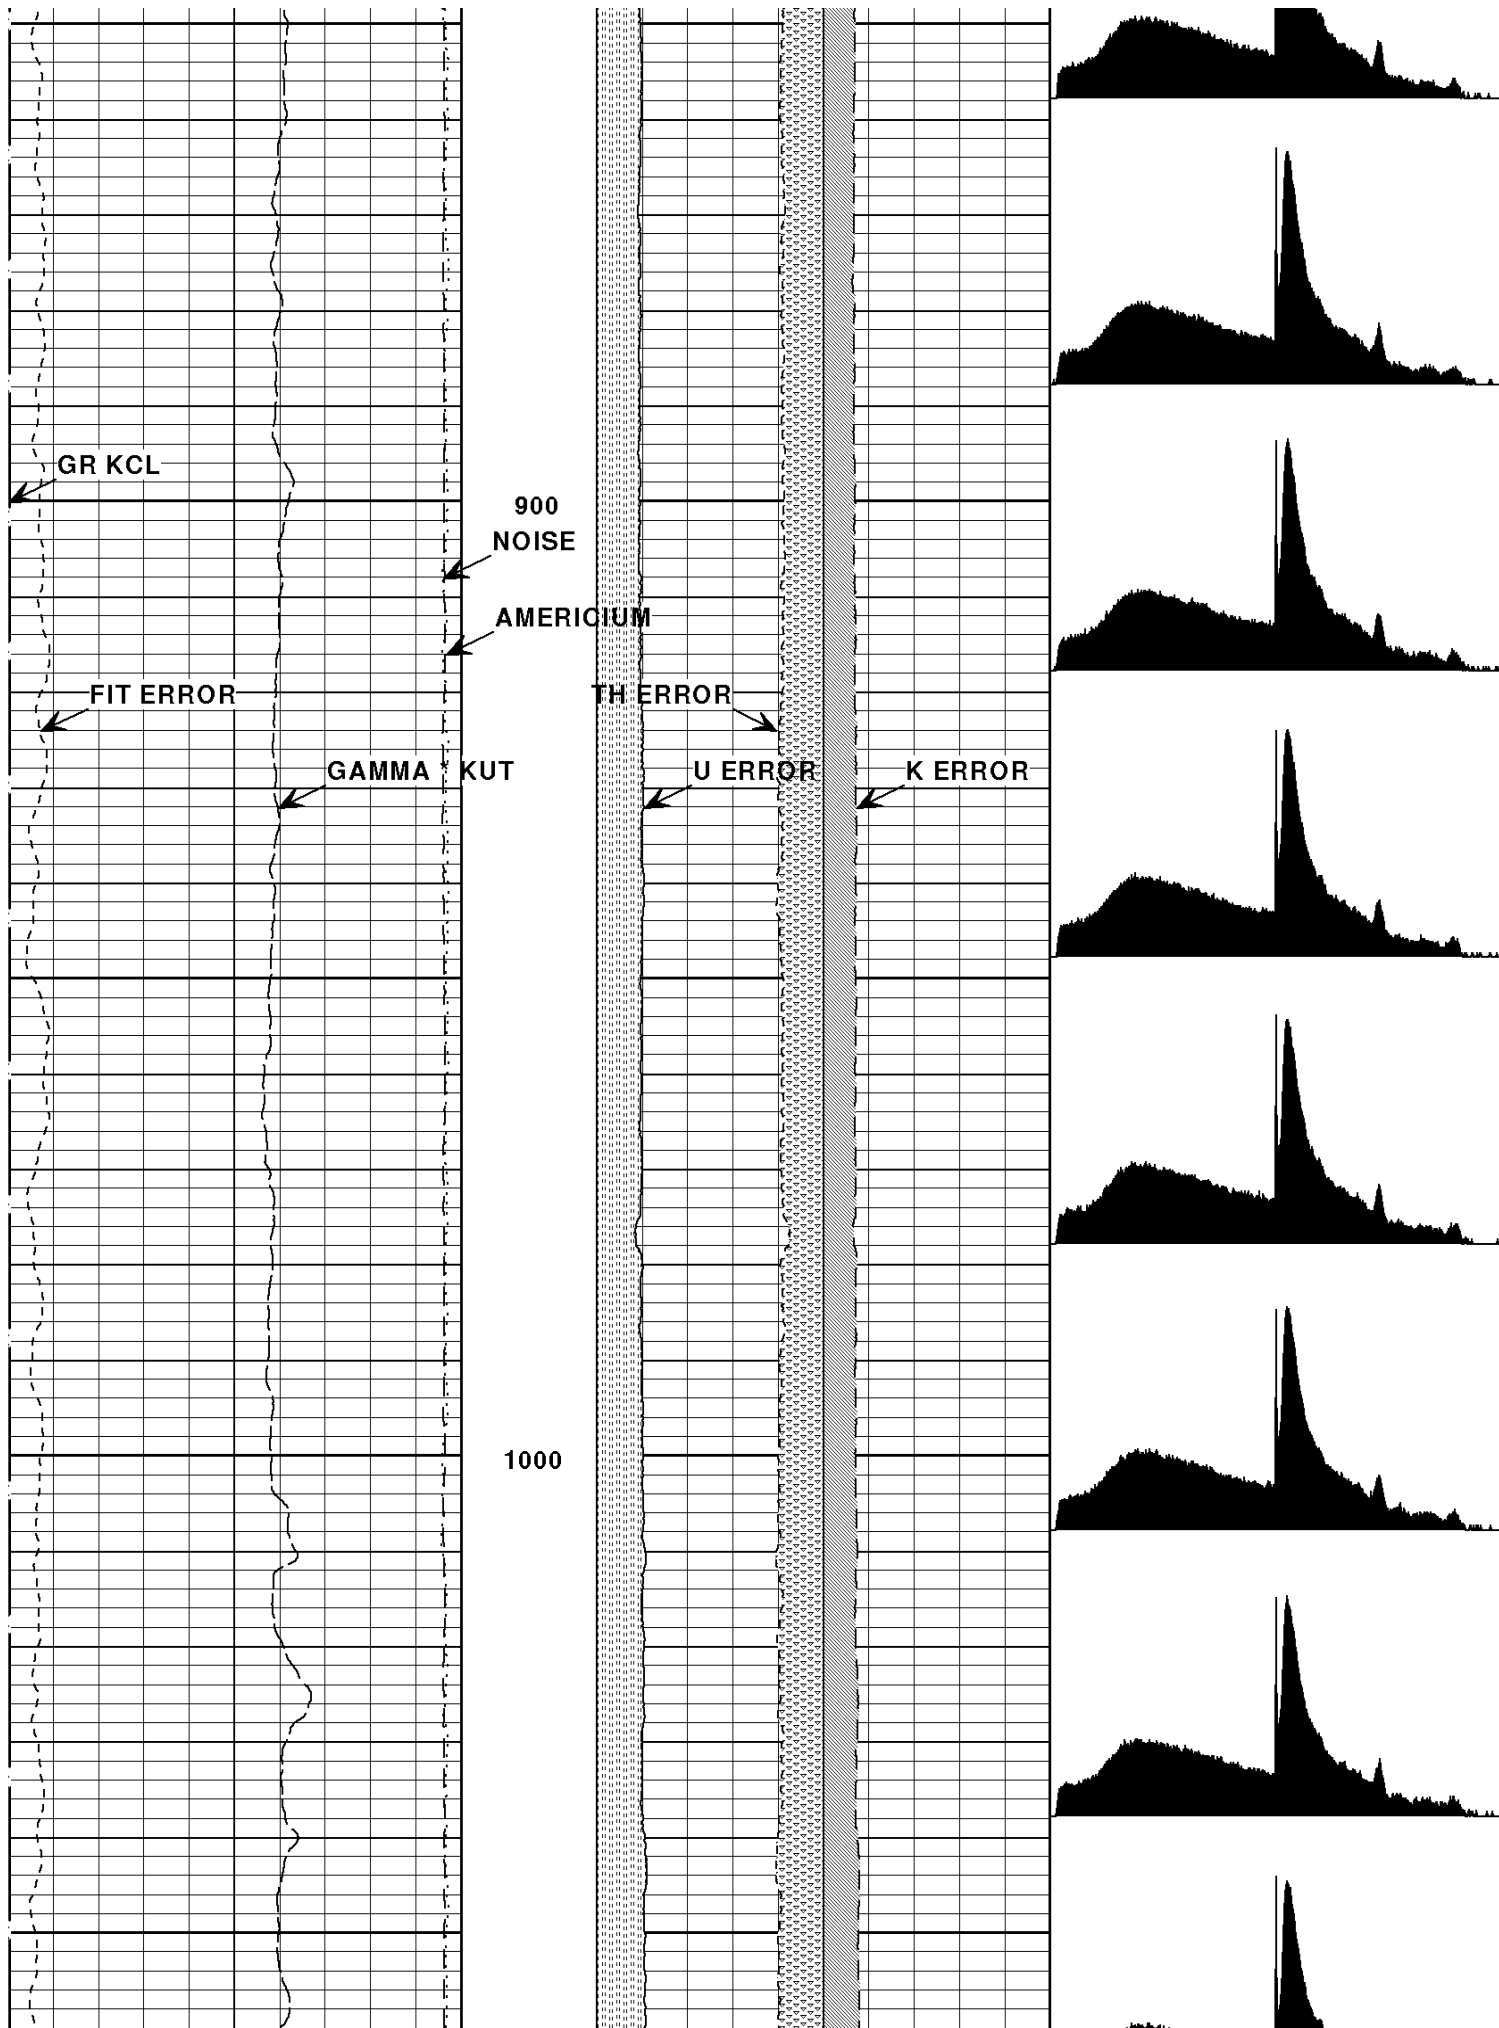 GR KCL
900
NOISE
AMERICIUM
FIT ERROR
TH ERROR
GAMMA * KUT
U ERROR
K ERROR
1000